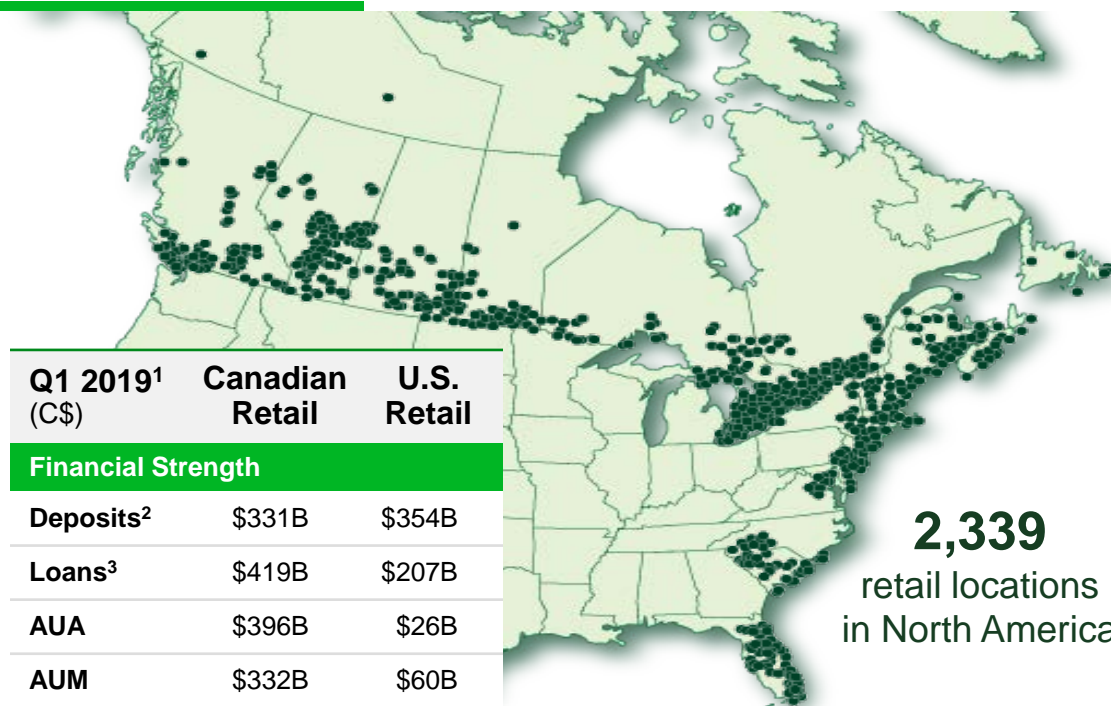 Q1 2019¹ Canadian U.S.
(C$) Retail Retail
Financial Strength
Deposits² $331B $354B
Loans³ $419B $207B
AUA $396B $26B
AUM $332B $60B
2,339
retail locations
in North America